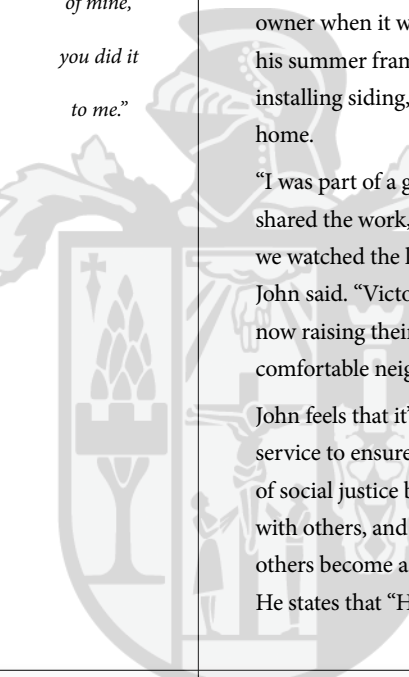 of mine,
you did it
to me.”
owner when it w
his summer fram
installing siding,
home.
“I was part of a g
shared the work,
we watched the h
John said. “Victo
now raising their
comfortable neig
John feels that it’
service to ensure
of social justice b
with others, and
others become a
He states that “H